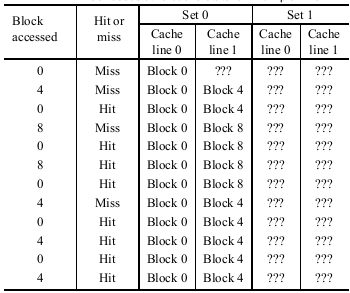 Block accessed Hit or miss Set 0 Set 1
Cache line 0 Cache line 1 Cache line 0 Cache line 1
0 Miss Block 0 ??? ??? ???
4 Miss Block 0 Block 4 ??? ???
0 Hit Block 0 Block 4 ??? ???
8 Miss Block 0 Block 8 ??? ???
0 Hit Block 0 Block 8 ??? ???
8 Hit Block 0 Block 8 ??? ???
0 Hit Block 0 Block 8 ??? ???
4 Miss Block 0 Block 4 ??? ???
0 Hit Block 0 Block 4 ??? ???
4 Hit Block 0 Block 4 ??? ???
0 Hit Block 0 Block 4 ??? ???
4 Hit Block 0 Block 4 ??? ???